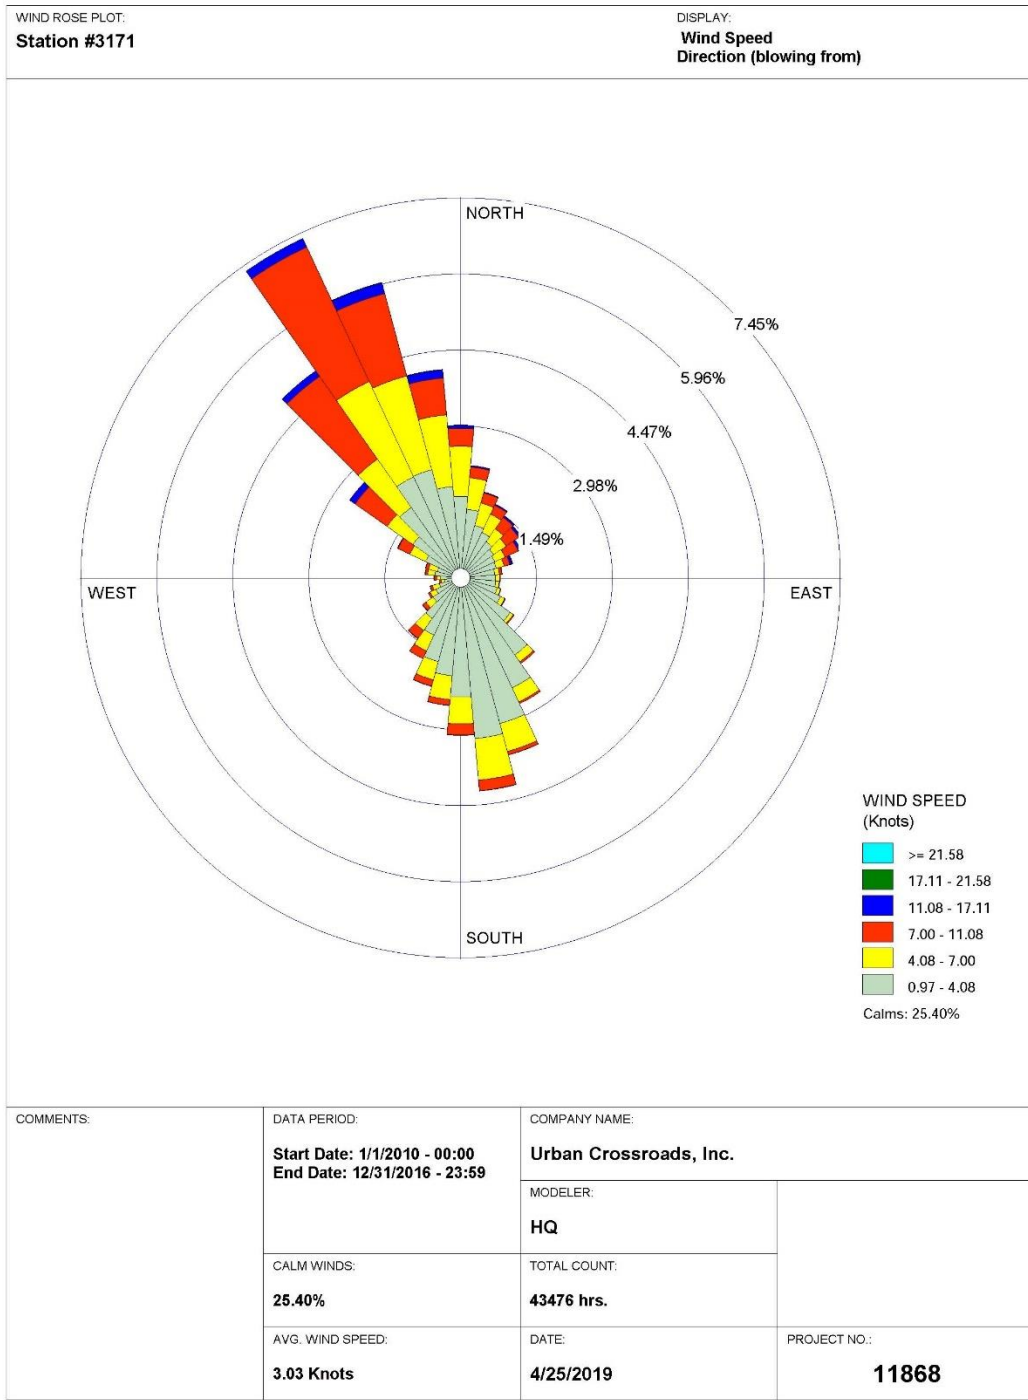 WIND ROSE PLOT:
Station #3171
DISPLAY:
Wind Speed
Direction (blowing from)
NORTH
7.45%
5.96%
4.47%
2.98%
1.49%
WEST
EAST
SOUTH
WIND SPEED
(Knots)
>= 21.58
17.11 - 21.58
11.08 - 17.11
7.00 - 11.08
4.08 - 7.00
0.97 - 4.08
Calms: 25.40%
COMMENTS:
DATA PERIOD:
Start Date: 1/1/2010 - 00:00
End Date: 12/31/2016 - 23:59
COMPANY NAME:
Urban Crossroads, Inc.
MODELER:
HQ
CALM WINDS:
25.40%
TOTAL COUNT:
43476 hrs.
AVG. WIND SPEED:
3.03 Knots
DATE:
4/25/2019
PROJECT NO.:
11868